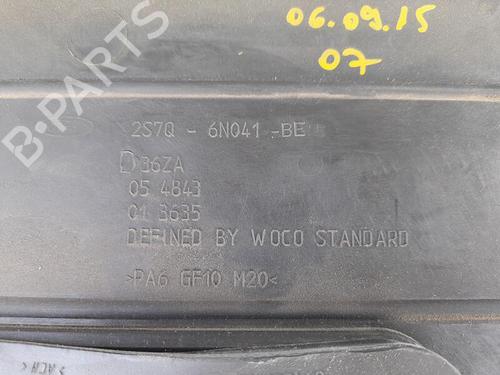 06.09.15
07
2S7Q - 6N041 -BE
D 36ZA
05 4843
01 3635
DEFINED BY WOCO STANDARD
>PA6 GF10 M20<
>ACM<